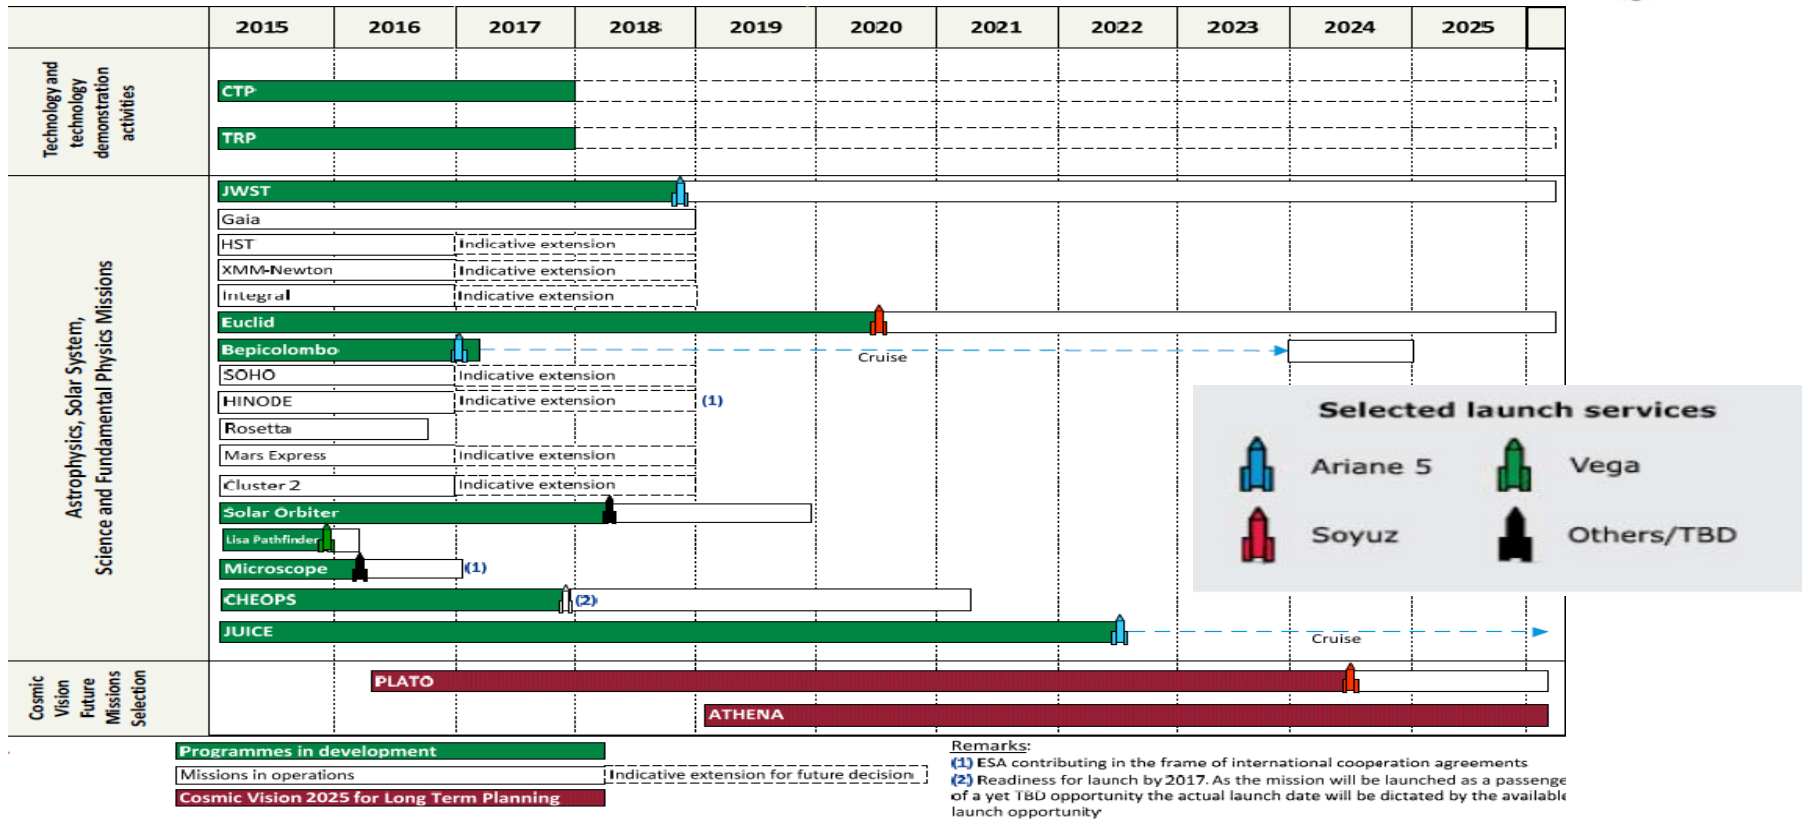 2015 2016 2017 2018 2019 2020 2021 2022 2023 2024 2025
Technology and
technology
demonstration
activities
CTP
TRP
Astrophysics, Solar System,
Science and Fundamental Physics Missions
JWST
Gaia
HST Indicative extension
XMM-Newton Indicative extension
Integral Indicative extension
Euclid
Bepicolombo Cruise
SOHO Indicative extension
HINODE Indicative extension (1)
Rosetta
Mars Express Indicative extension
Cluster 2 Indicative extension
Solar Orbiter
Lisa Pathfinder
Microscope (1)
CHEOPS (2)
JUICE Cruise
Selected launch services
Ariane 5 Vega
Soyuz Others/TBD
Cosmic
Vision
Future
Missions
Selection
PLATO
ATHENA
Programmes in development
Missions in operations Indicative extension for future decision
Cosmic Vision 2025 for Long Term Planning
Remarks:
(1) ESA contributing in the frame of international cooperation agreements
(2) Readiness for launch by 2017. As the mission will be launched as a passenge
of a yet TBD opportunity the actual launch date will be dictated by the available
launch opportunity